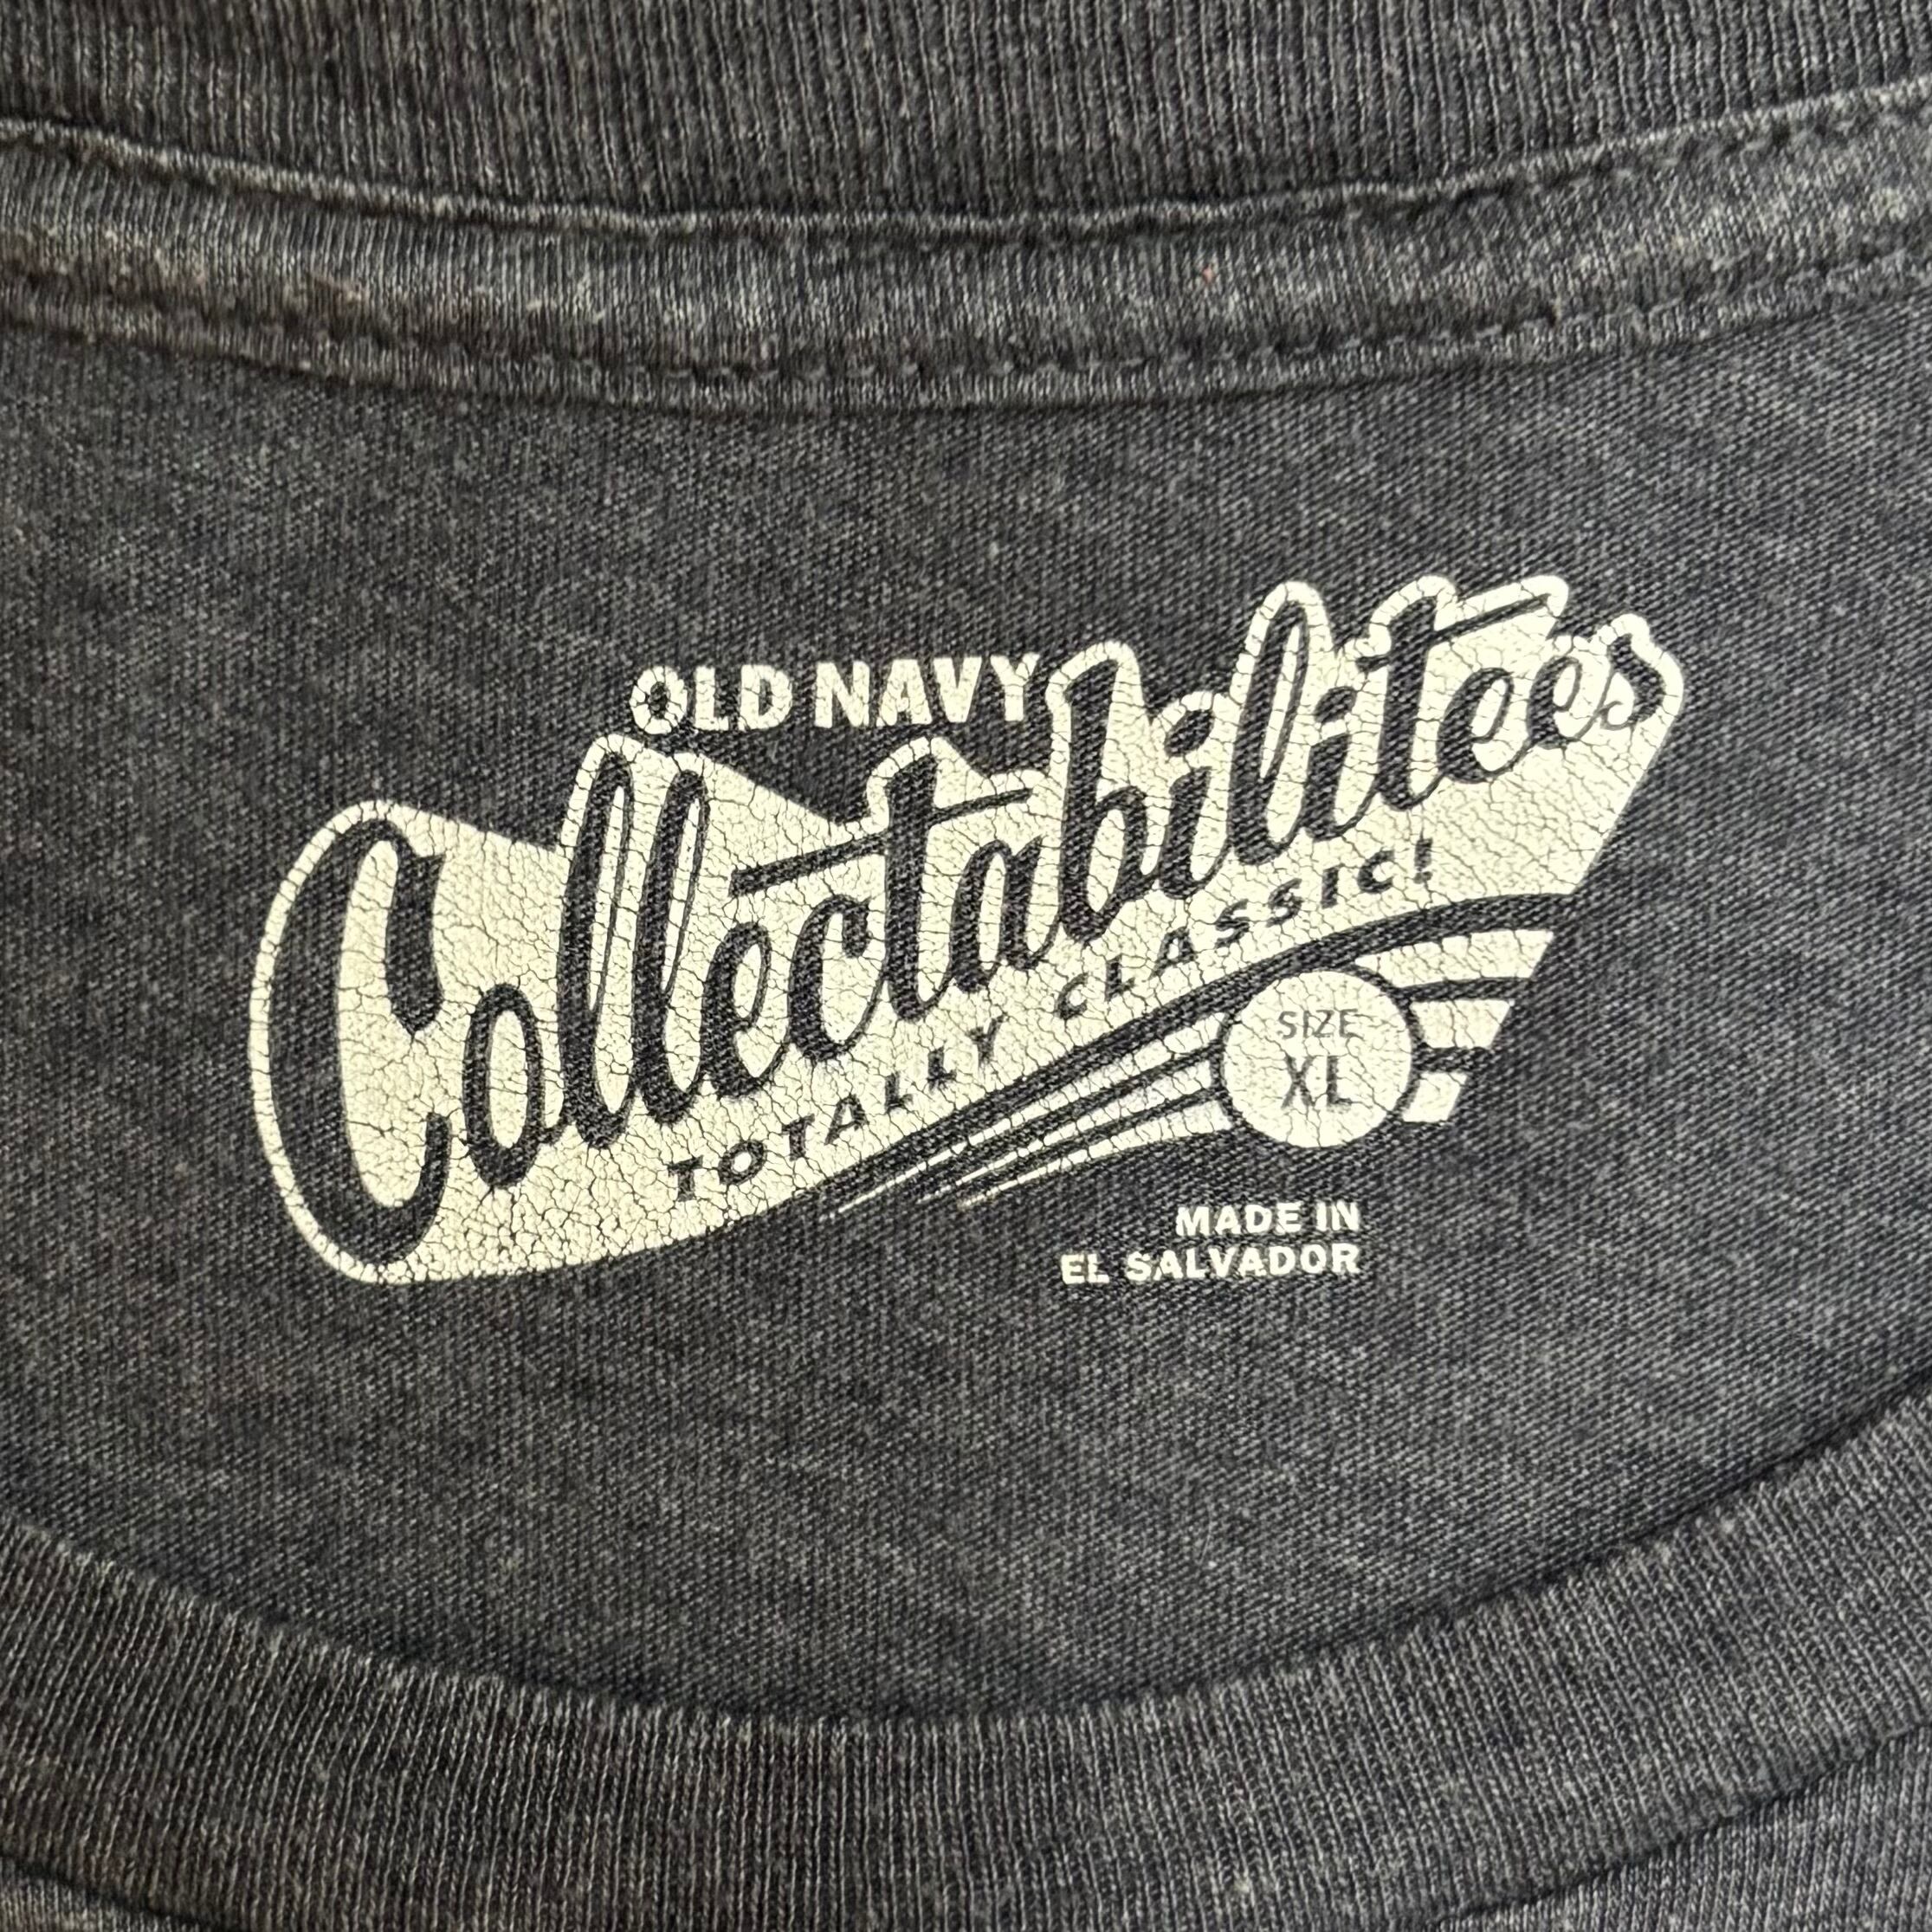 OLD NAVY
Collectabilitees
TOTALLY CLASSIC!
SIZE
XL
MADE IN
EL SALVADOR